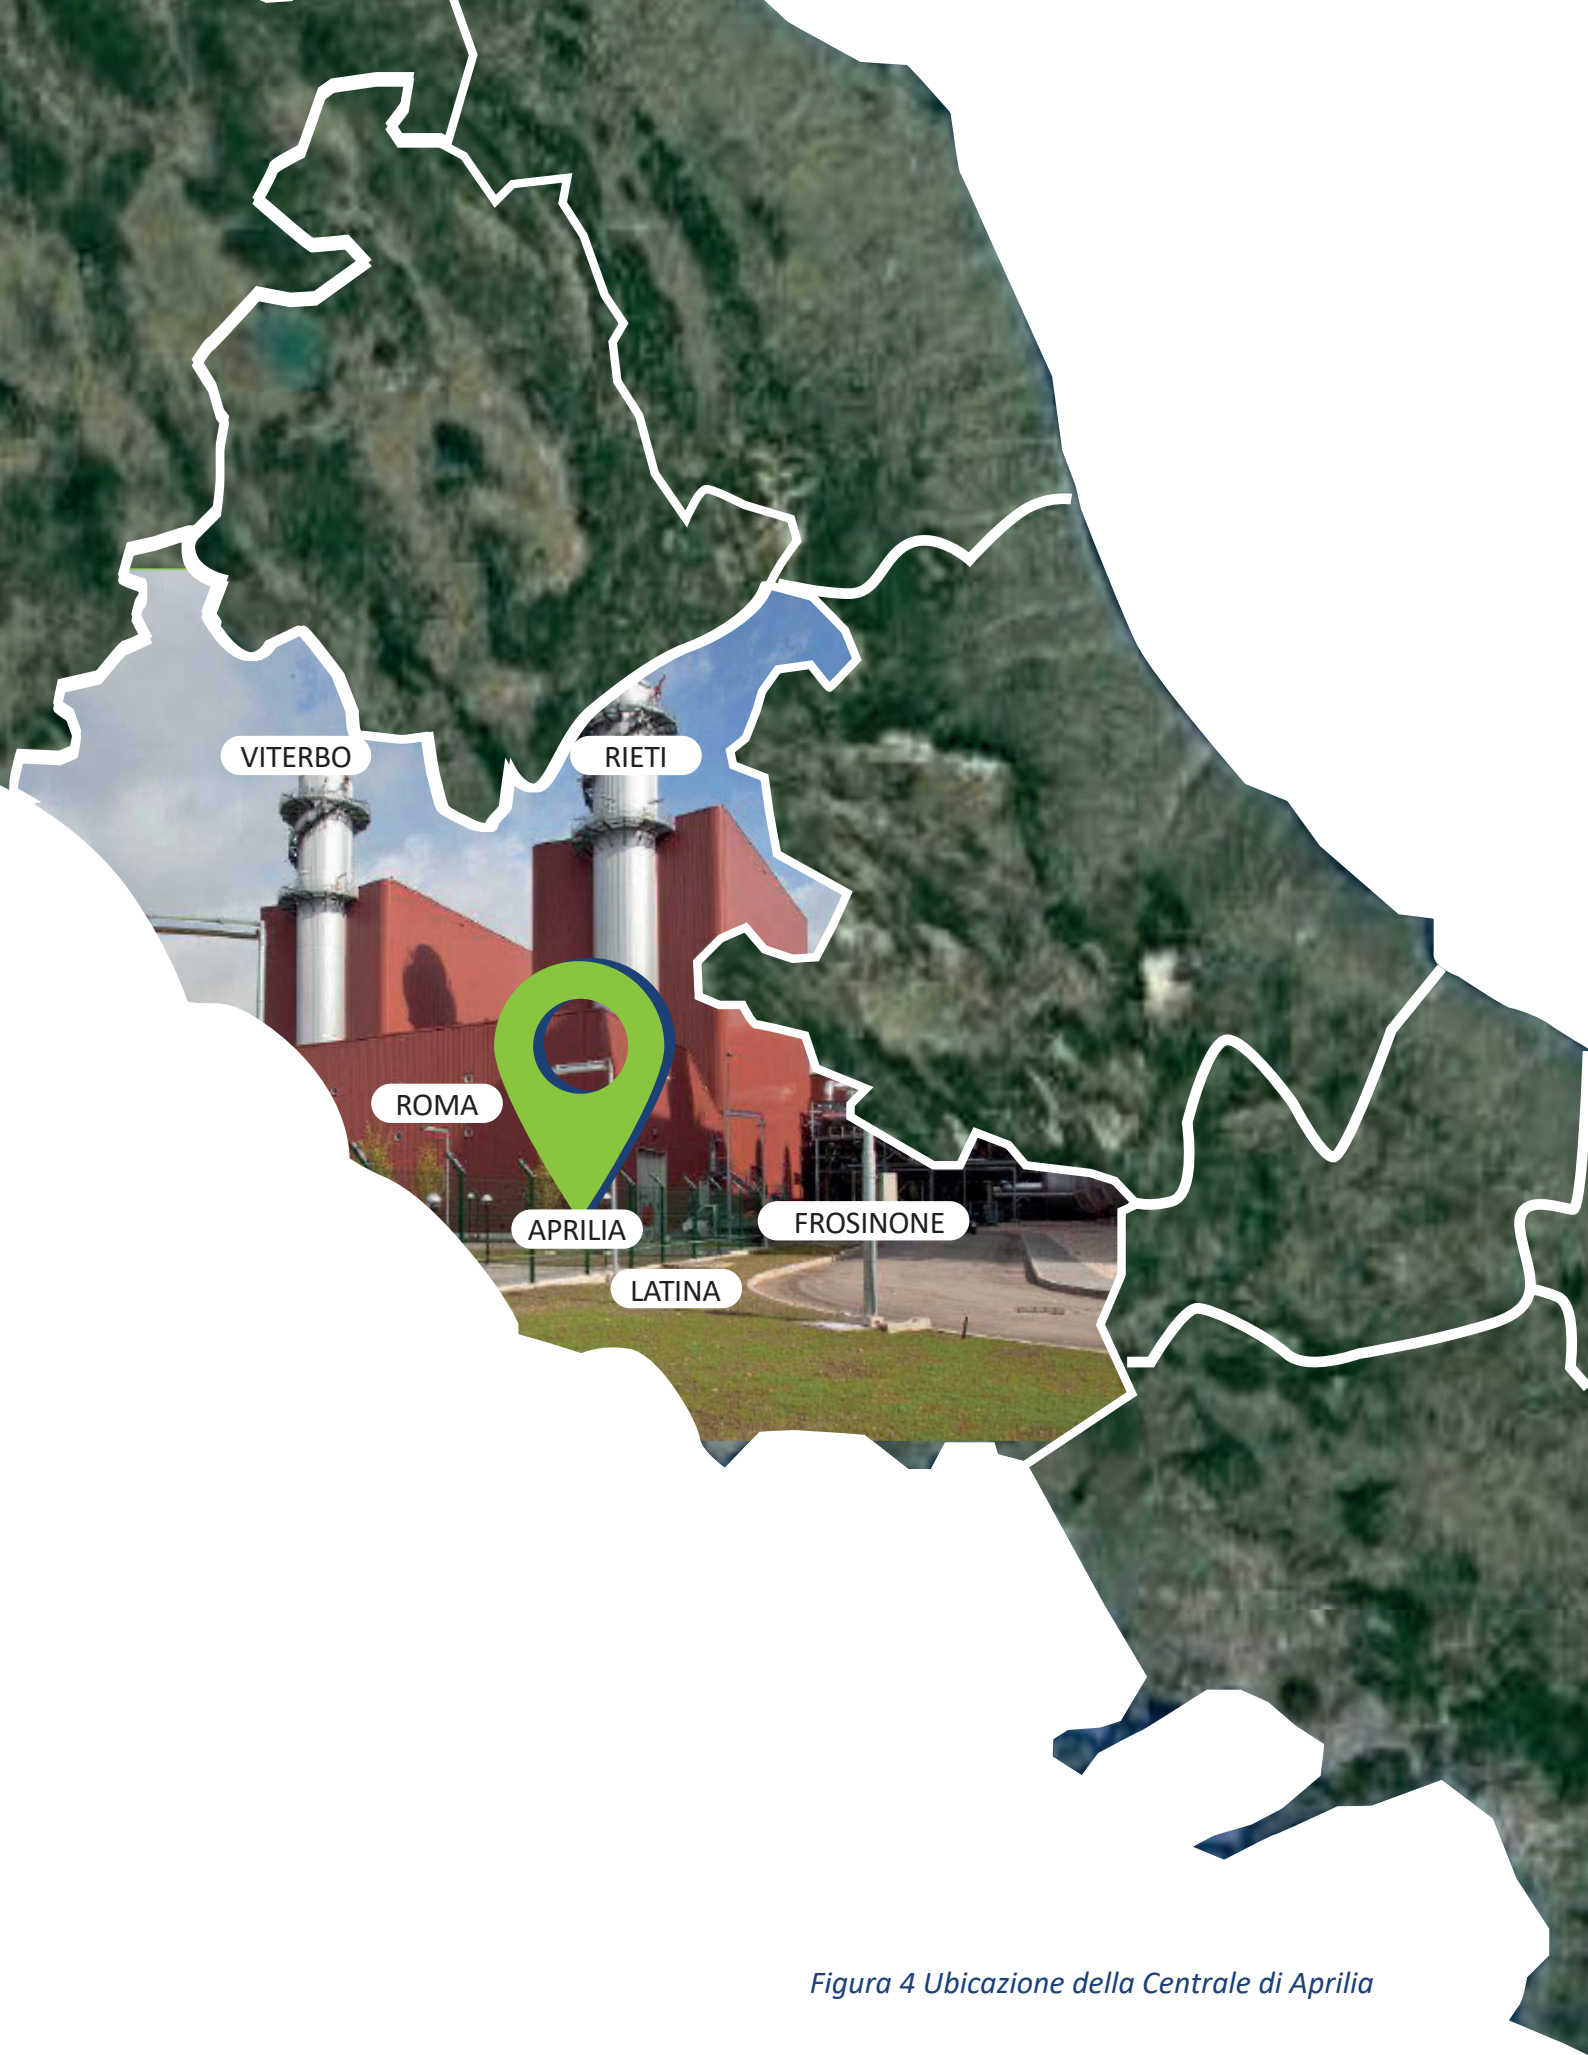 VITERBO
RIETI
ROMA
APRILIA
FROSINONE
LATINA
Figura 4 Ubicazione della Centrale di Aprilia